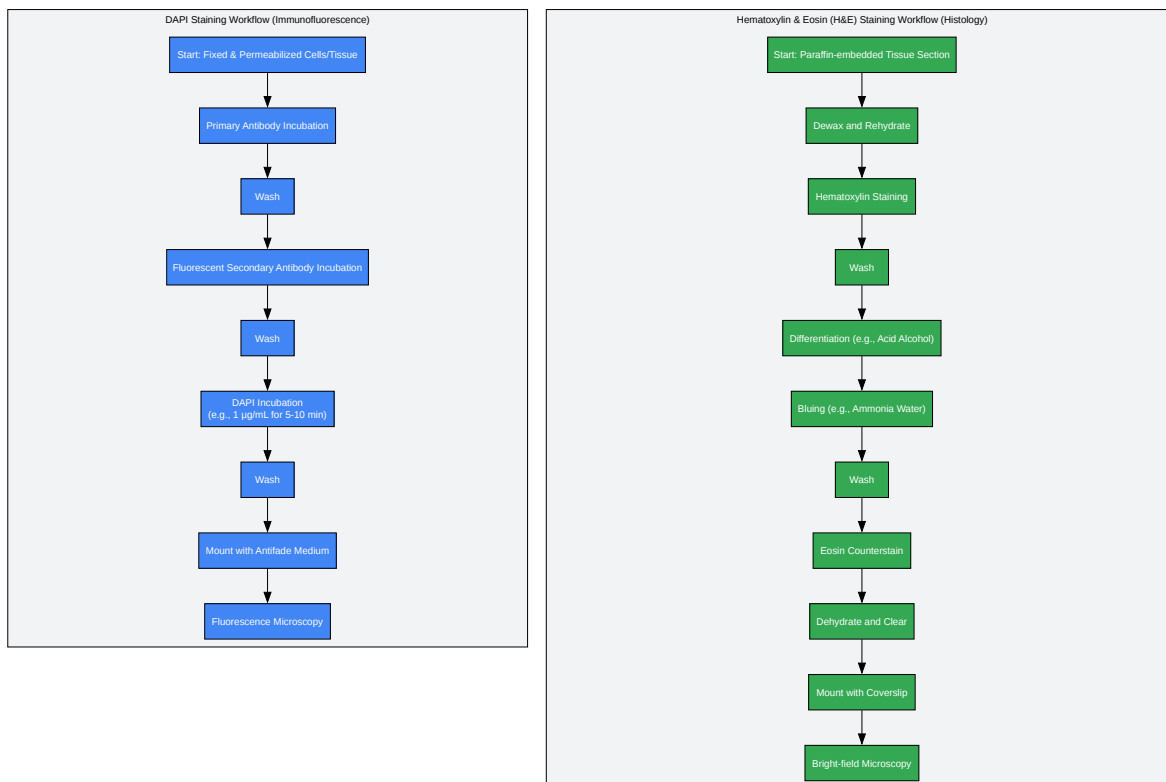 DAPI Staining Workflow (Immunofluorescence)
Start: Fixed & Permeabilized Cells/Tissue
Primary Antibody Incubation
Wash
Fluorescent Secondary Antibody Incubation
Wash
DAPI Incubation
(e.g., 1 µg/mL for 5-10 min)
Wash
Mount with Antifade Medium
Fluorescence Microscopy
Hematoxylin & Eosin (H&E) Staining Workflow (Histology)
Start: Paraffin-embedded Tissue Section
Dewax and Rehydrate
Hematoxylin Staining
Wash
Differentiation (e.g., Acid Alcohol)
Bluing (e.g., Ammonia Water)
Wash
Eosin Counterstain
Dehydrate and Clear
Mount with Coverslip
Bright-field Microscopy